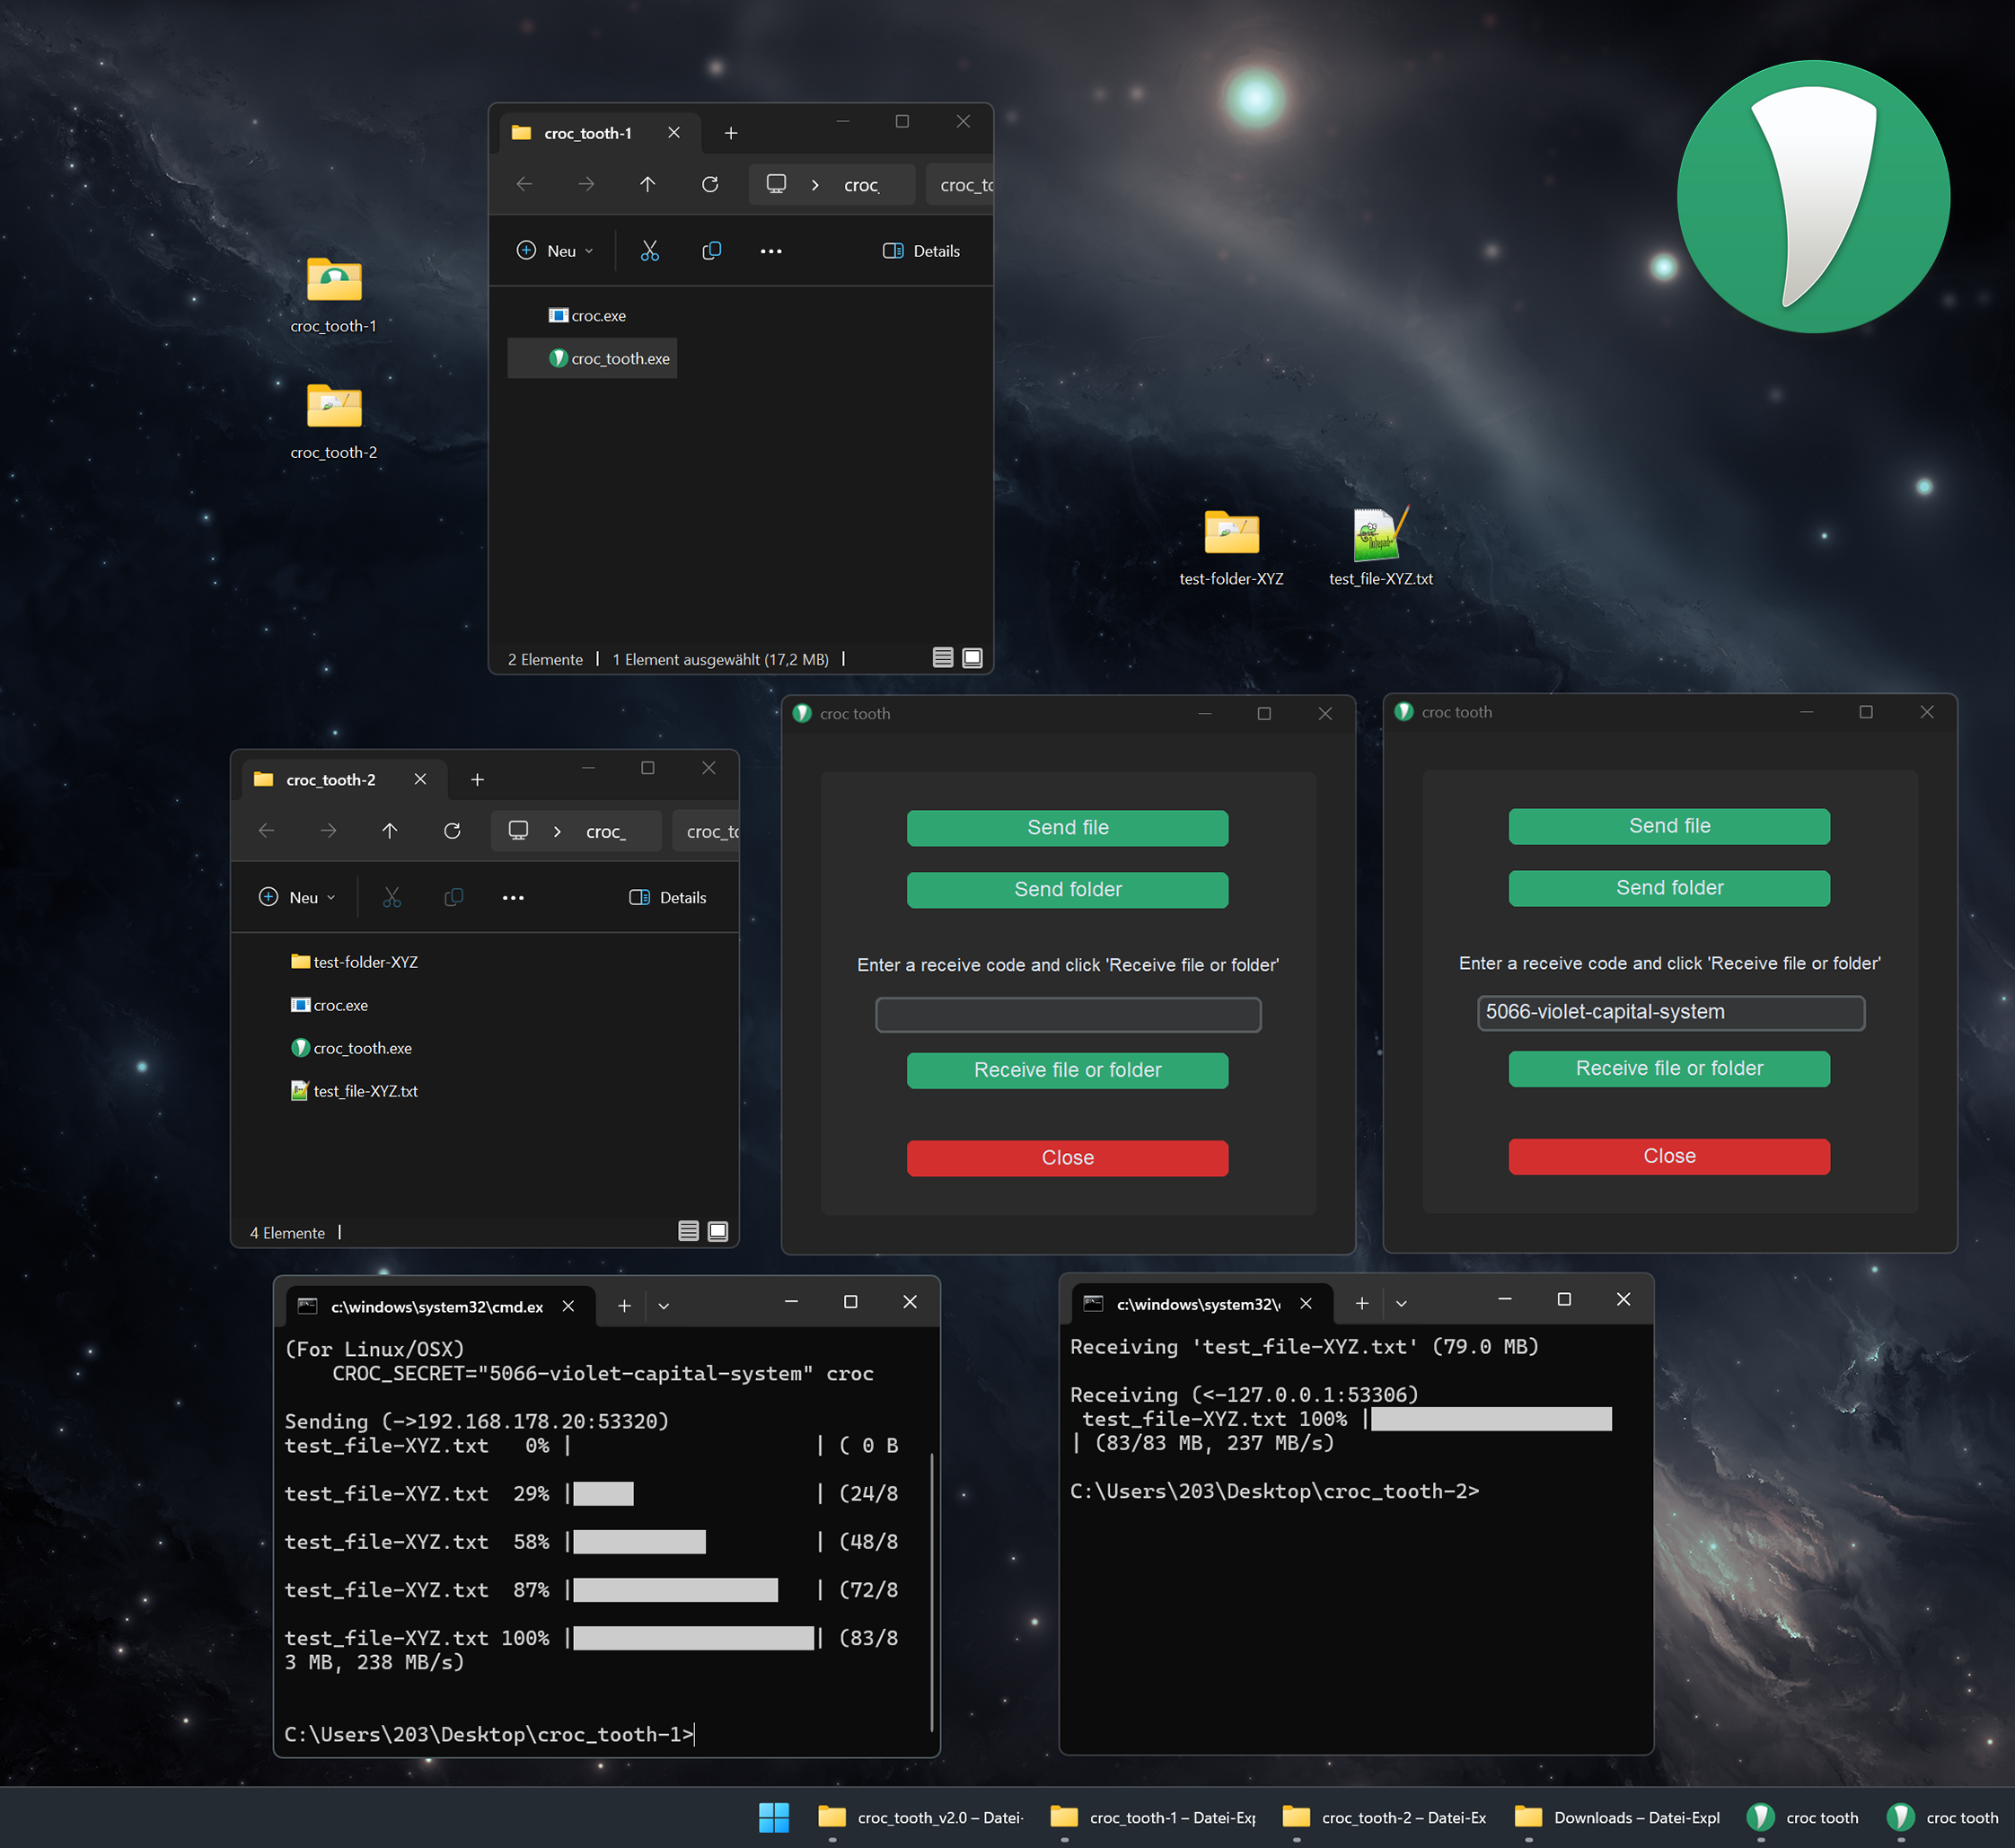 croc_tooth-1
croc_tooth-2
croc_tooth-1
croc_
croc_to
Neu
Details
croc.exe
croc_tooth.exe
2 Elemente
1 Element ausgewählt (17,2 MB)
test-folder-XYZ
test_file-XYZ.txt
croc_tooth-2
croc_
croc_to
Neu
Details
test-folder-XYZ
croc.exe
croc_tooth.exe
test_file-XYZ.txt
4 Elemente
croc tooth
Send file
Send folder
Enter a receive code and click 'Receive file or folder'
Receive file or folder
Close
croc tooth
Send file
Send folder
Enter a receive code and click 'Receive file or folder'
5066-violet-capital-system
Receive file or folder
Close
c:\windows\system32\cmd.ex
(For Linux/OSX)
CROC_SECRET="5066-violet-capital-system" croc
Sending (->192.168.178.20:53320)
test_file-XYZ.txt 0% | | ( 0 B
test_file-XYZ.txt 29% | | (24/8
test_file-XYZ.txt 58% | | (48/8
test_file-XYZ.txt 87% | | (72/8
test_file-XYZ.txt 100% | | (83/8
3 MB, 238 MB/s)
C:\Users\203\Desktop\croc_tooth-1>
c:\windows\system32\
Receiving 'test_file-XYZ.txt' (79.0 MB)
Receiving (<-127.0.0.1:53306)
test_file-XYZ.txt 100% |
| (83/83 MB, 237 MB/s)
C:\Users\203\Desktop\croc_tooth-2>
croc_tooth_v2.0 – Datei-
croc_tooth-1 – Datei-Exp
croc_tooth-2 – Datei-Ex
Downloads – Datei-Expl
croc tooth
croc tooth